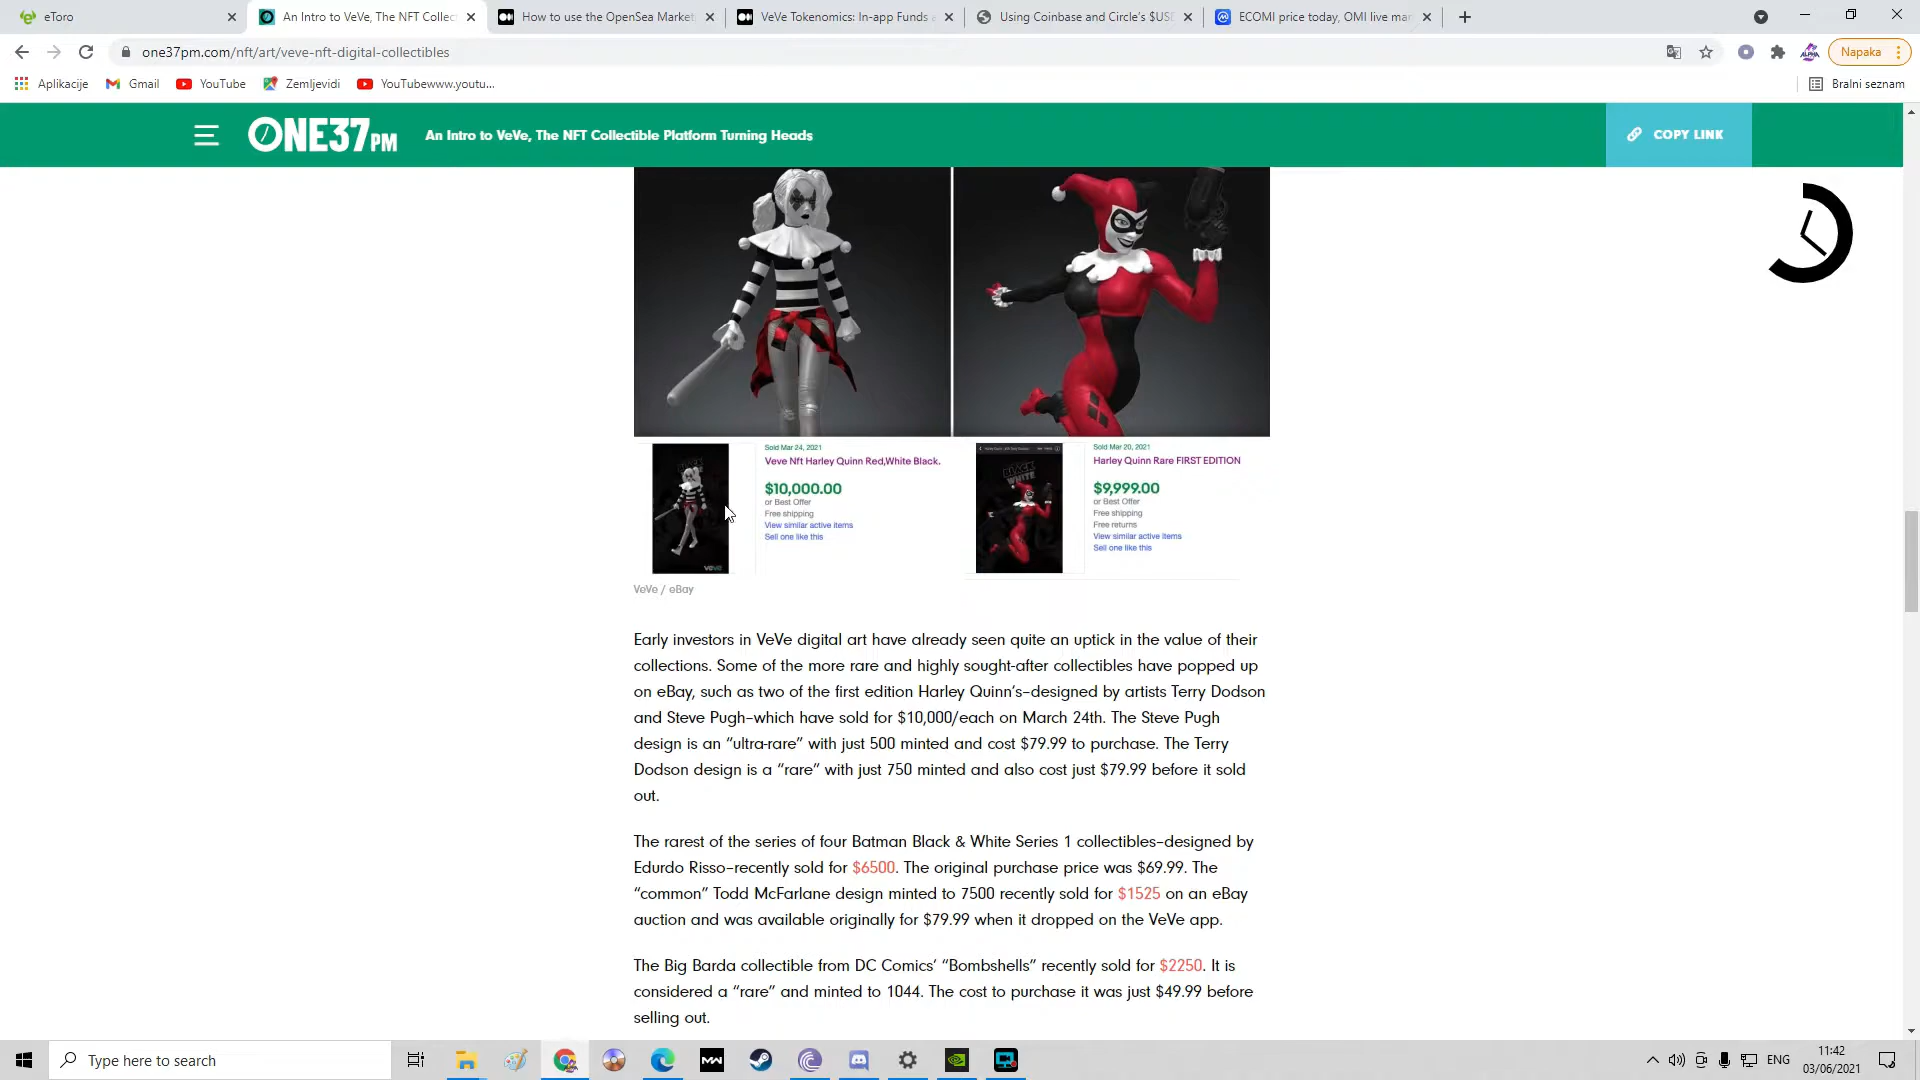 eToro
An Intro to VeVe, The NFT Collec
How to use the OpenSea Market
VeVe Tokenomics: In-app Funds a
Using Coinbase and Circle's $USD
ECOMI price today, OMI live mar
one37pm.com/nft/art/veve-nft-digital-collectibles
Napaka
Aplikacije
Gmail
YouTube
Zemljevidi
YouTubewww.youtu...
Bralni seznam
ONE37PM
An Intro to VeVe, The NFT Collectible Platform Turning Heads
COPY LINK
Sold Mar 24, 2021
Veve Nft Harley Quinn Red,White Black.
$10,000.00
or Best Offer
Free shipping
View similar active items
Sell one like this
Sold Mar 20, 2021
Harley Quinn Rare FIRST EDITION
$9,999.00
or Best Offer
Free shipping
Free returns
View similar active items
Sell one like this
VeVe / eBay
Early investors in VeVe digital art have already seen quite an uptick in the value of their
collections. Some of the more rare and highly sought-after collectibles have popped up
on eBay, such as two of the first edition Harley Quinn's–designed by artists Terry Dodson
and Steve Pugh–which have sold for $10,000/each on March 24th. The Steve Pugh
design is an “ultra-rare” with just 500 minted and cost $79.99 to purchase. The Terry
Dodson design is a “rare” with just 750 minted and also cost just $79.99 before it sold
out.
The rarest of the series of four Batman Black & White Series 1 collectibles–designed by
Edurdo Risso–recently sold for $6500. The original purchase price was $69.99. The
“common” Todd McFarlane design minted to 7500 recently sold for $1525 on an eBay
auction and was available originally for $79.99 when it dropped on the VeVe app.
The Big Barda collectible from DC Comics’ “Bombshells” recently sold for $2250. It is
considered a “rare” and minted to 1044. The cost to purchase it was just $49.99 before
selling out.
Type here to search
ENG
11:42
03/06/2021